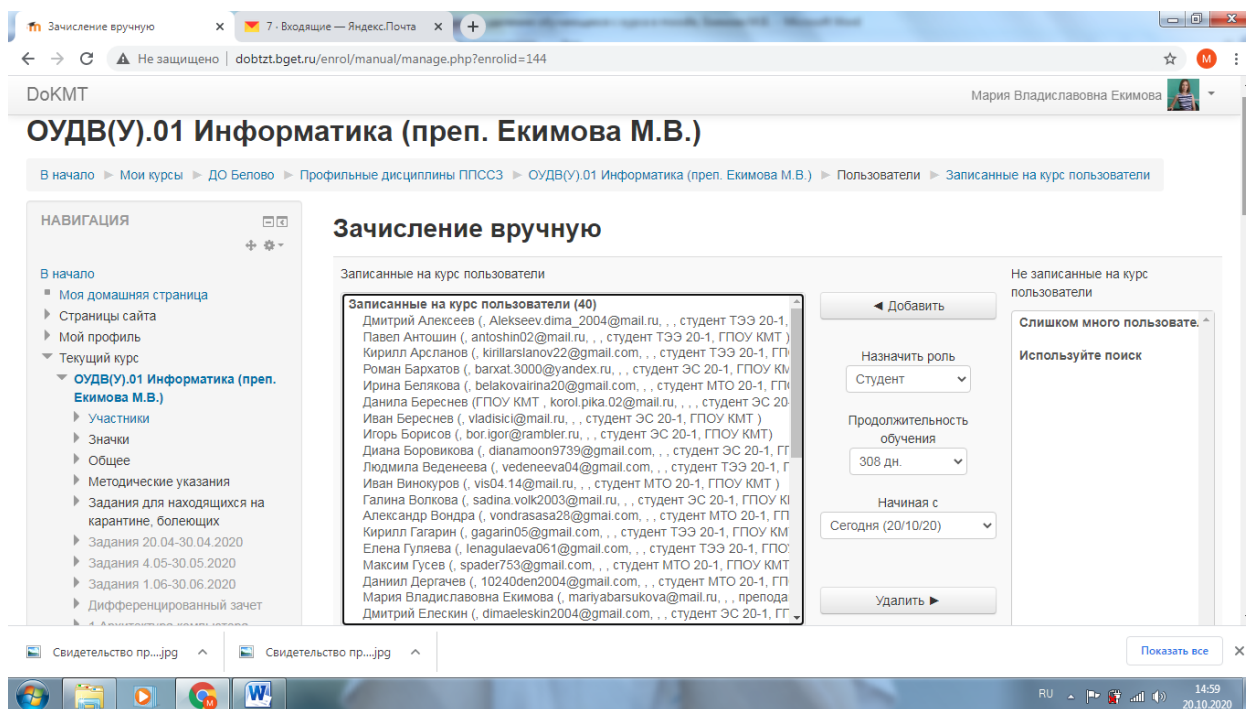 Зачисление вручную
7 · Входящие — Яндекс.Почта
Не защищено | dobtzt.bget.ru/enrol/manual/manage.php?enrolid=144
M
DoKMT
Мария Владиславовна Екимова
ОУДВ(У).01 Информатика (преп. Екимова М.В.)
В начало ► Мои курсы ► ДО Белово ► Профильные дисциплины ППССЗ ► ОУДВ(У).01 Информатика (преп. Екимова М.В.) ► Пользователи ► Записанные на курс пользователи
НАВИГАЦИЯ
В начало
Моя домашняя страница
Страницы сайта
Мой профиль
Текущий курс
ОУДВ(У).01 Информатика (преп.
Екимова М.В.)
Участники
Значки
Общее
Методические указания
Задания для находящихся на
карантине, болеющих
Задания 20.04-30.04.2020
Задания 4.05-30.05.2020
Задания 1.06-30.06.2020
Дифференцированный зачет
Зачисление вручную
Записанные на курс пользователи
Записанные на курс пользователи (40)
Дмитрий Алексеев (, Alekseev.dima_2004@mail.ru, , , студент ТЭЭ 20-1,
Павел Антошин (, antoshin02@mail.ru, , , студент ТЭЭ 20-1, ГПОУ КМТ )
Кирилл Арсланов (, kirillarslanov22@gmail.com, , , студент ТЭЭ 20-1, ГПО
Роман Бархатов (, barxat.3000@yandex.ru, , , студент ЭС 20-1, ГПОУ КМ
Ирина Белякова (, belakovairina20@gmail.com, , , студент МТО 20-1, ГПО
Данила Береснев (ГПОУ КМТ , korol.pika.02@mail.ru, , , , студент ЭС 20-
Иван Береснев (, vladisici@mail.ru, , , студент ЭС 20-1, ГПОУ КМТ )
Игорь Борисов (, bor.igor@rambler.ru, , , студент ЭС 20-1, ГПОУ КМТ)
Диана Боровикова (, dianamoon9739@gmail.com, , , студент ЭС 20-1, ГГ
Людмила Веденеева (, vedeneeva04@gmail.com, , , студент ТЭЭ 20-1, Г
Иван Винокуров (, vis04.14@mail.ru, , , студент МТО 20-1, ГПОУ КМТ )
Галина Волкова (, sadina.volk2003@mail.ru, , , студент ЭС 20-1, ГПОУ К
Александр Вондра (, vondrasasa28@gmai.com, , , студент МТО 20-1, ГП
Кирилл Гагарин (, gagarin05@gmail.com, , , студент ТЭЭ 20-1, ГПОУ КМ
Елена Гуляева (, lenagulaeva061@gmail.com, , , студент ТЭЭ 20-1, ГПО
Максим Гусев (, spader753@gmail.com, , , студент МТО 20-1, ГПОУ КМТ
Даниил Дергачев (, 10240den2004@gmail.com, , , студент МТО 20-1, ГП
Мария Владиславовна Екимова (, mariyabarsukova@mail.ru, , , препода
Дмитрий Елескин (, dimaeleskin2004@gmail.com, , , студент ЭС 20-1, ГГ
◄ Добавить
Назначить роль
Студент
Продолжительность
обучения
308 дн.
Начиная с
Сегодня (20/10/20)
Удалить ►
Не записанные на курс
пользователи
Слишком много пользовате.
Используйте поиск
Свидетельство пр....jpg
Свидетельство пр....jpg
Показать все
RU
14:59
20.10.2020